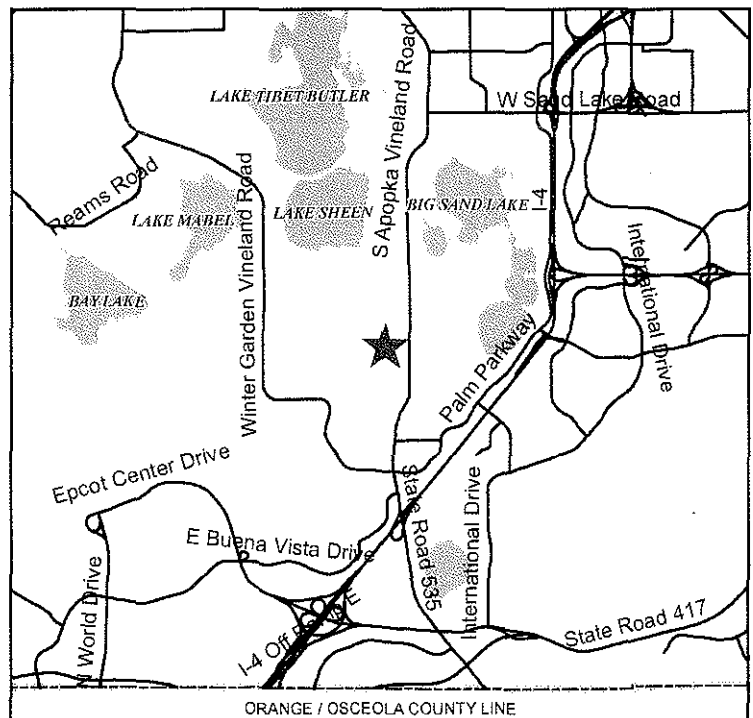 LAKE TIBET BUTLER
S Apopka Vineland Road
W Sand Lake Road
Reams Road
LAKE MABEL
Winter Garden Vineland Road
LAKE SHEEN
BIG SAND LAKE
I-4
International Drive
BAY LAKE
Palm Parkway
Epcot Center Drive
E Buena Vista Drive
State Road 535
International Drive
N World Drive
I-4 Off
E
State Road 417
ORANGE / OSCEOLA COUNTY LINE